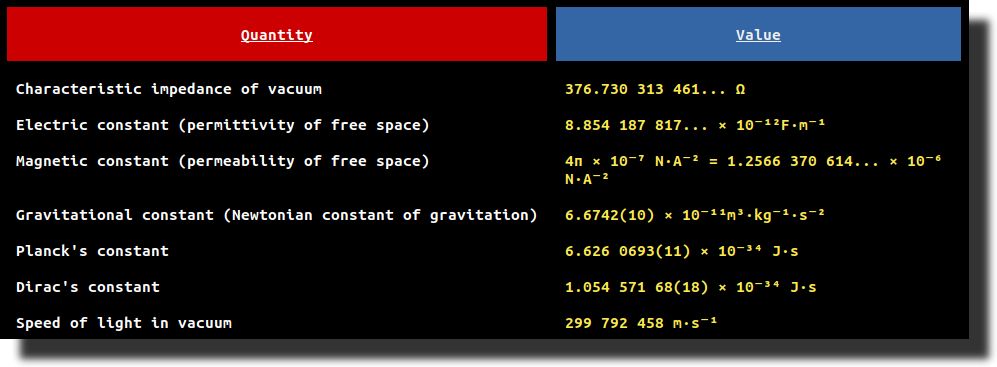 Quantity Value
Characteristic impedance of vacuum 376.730 313 461... Ω
Electric constant (permittivity of free space) 8.854 187 817... × 10⁻¹²F·m⁻¹
Magnetic constant (permeability of free space) 4π × 10⁻⁷ N·A⁻² = 1.2566 370 614... × 10⁻⁶
N·A⁻²
Gravitational constant (Newtonian constant of gravitation) 6.6742(10) × 10⁻¹¹m³·kg⁻¹·s⁻²
Planck's constant 6.626 0693(11) × 10⁻³⁴ J·s
Dirac's constant 1.054 571 68(18) × 10⁻³⁴ J·s
Speed of light in vacuum 299 792 458 m·s⁻¹